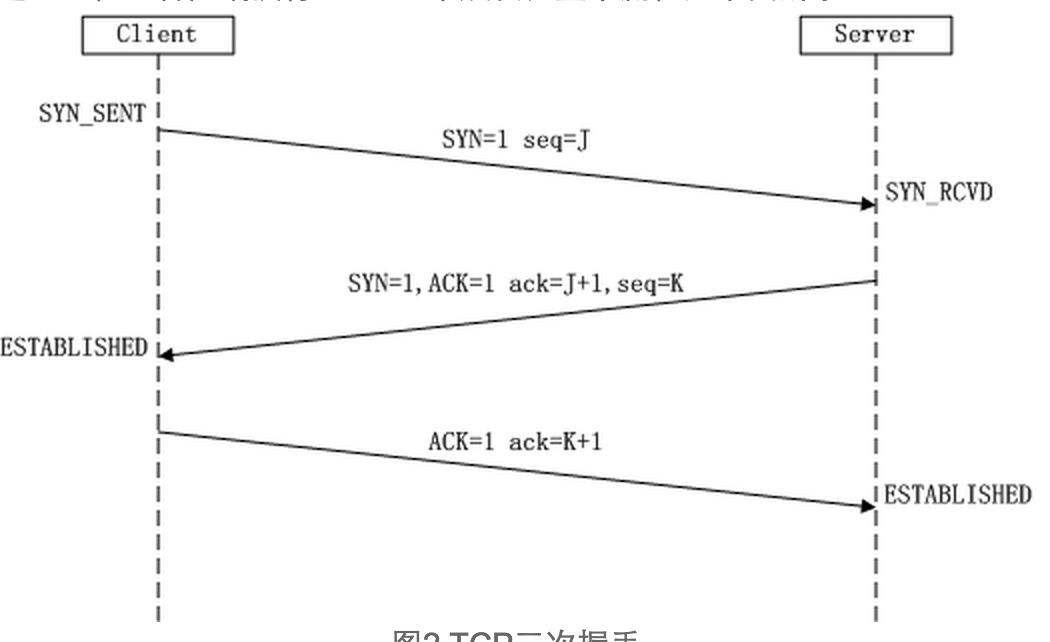 Client
Server
SYN_SENT
SYN=1 seq=J
SYN_RCVD
SYN=1,ACK=1 ack=J+1,seq=K
ESTABLISHED
ACK=1 ack=K+1
ESTABLISHED
图2 TCP三次握手